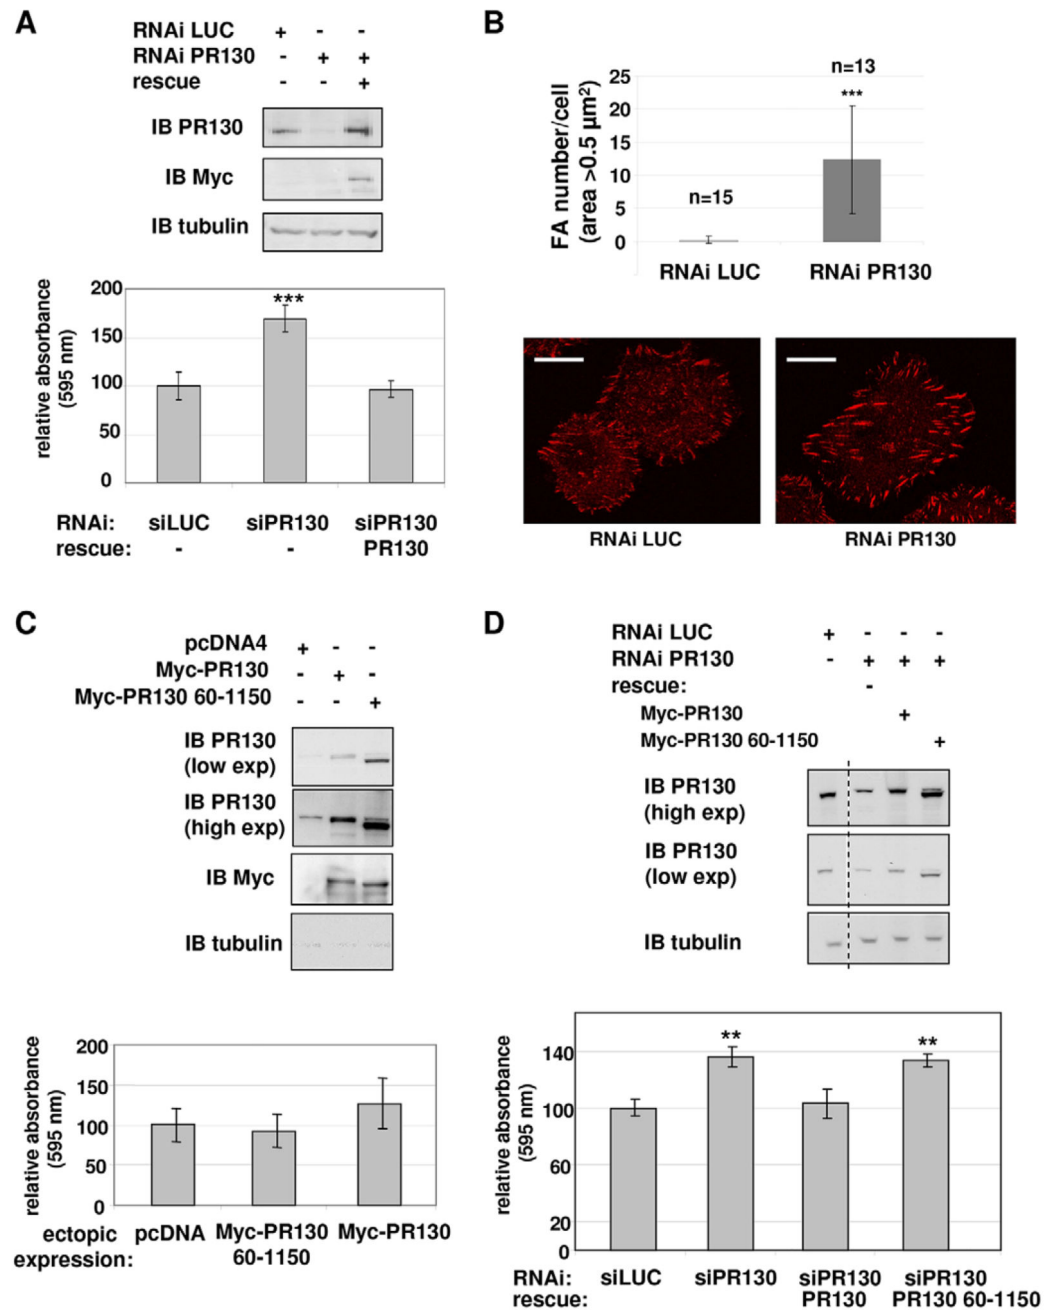 A
RNAi LUC + - -
RNAi PR130 - + +
rescue - - +
IB PR130
IB Myc
IB tubulin
relative absorbance
(595 nm)
200
150
100
50
0
***
RNAi: siLUC siPR130 siPR130
rescue: - - PR130
B
FA number/cell
(area >0.5 µm²)
25
20
15
10
5
0
n=15
n=13
***
RNAi LUC RNAi PR130
RNAi LUC
RNAi PR130
C
pcDNA4 + - -
Myc-PR130 - + -
Myc-PR130 60-1150 - - +
IB PR130
(low exp)
IB PR130
(high exp)
IB Myc
IB tubulin
relative absorbance
(595 nm)
200
150
100
50
0
ectopic pcDNA Myc-PR130 Myc-PR130
expression: 60-1150
D
RNAi LUC + - - -
RNAi PR130 - + + +
rescue: -
Myc-PR130 +
Myc-PR130 60-1150 +
IB PR130
(high exp)
IB PR130
(low exp)
IB tubulin
relative absorbance
(595 nm)
140
100
60
20
0
**
**
RNAi: siLUC siPR130 siPR130 siPR130
rescue: PR130 PR130 60-1150